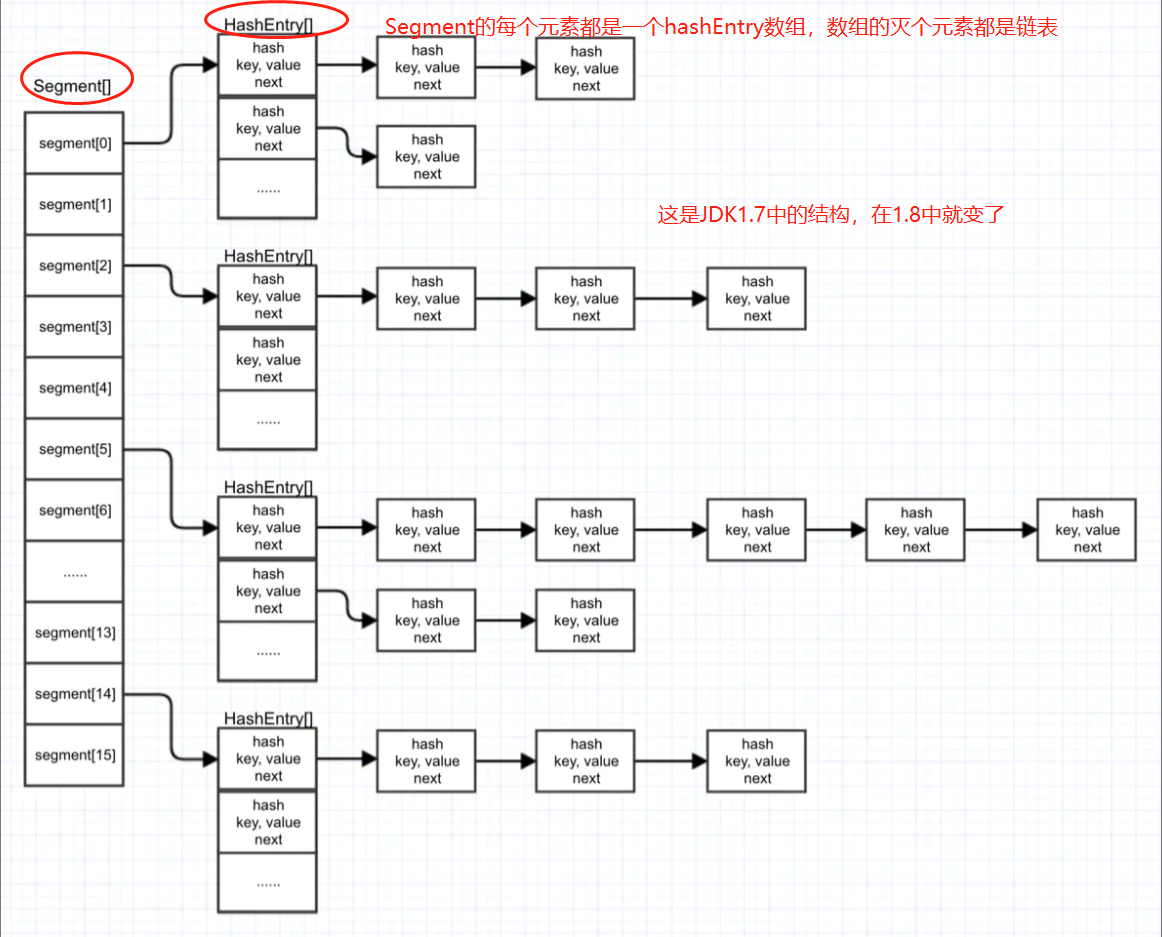 HashEntry[]
Segment的每个元素都是一个hashEntry数组，数组的灭个元素都是链表
Segment[]
segment[0]
segment[1]
segment[2]
segment[3]
segment[4]
segment[5]
segment[6]
......
segment[13]
segment[14]
segment[15]
hash
key, value
next
hash
key, value
next
hash
key, value
next
hash
key, value
next
hash
key, value
next
......
这是JDK1.7中的结构，在1.8中就变了
HashEntry[]
hash
key, value
next
hash
key, value
next
hash
key, value
next
hash
key, value
next
hash
key, value
next
......
HashEntry[]
hash
key, value
next
hash
key, value
next
hash
key, value
next
hash
key, value
next
hash
key, value
next
hash
key, value
next
hash
key, value
next
hash
key, value
next
hash
key, value
next
......
HashEntry[]
hash
key, value
next
hash
key, value
next
hash
key, value
next
hash
key, value
next
hash
key, value
next
......